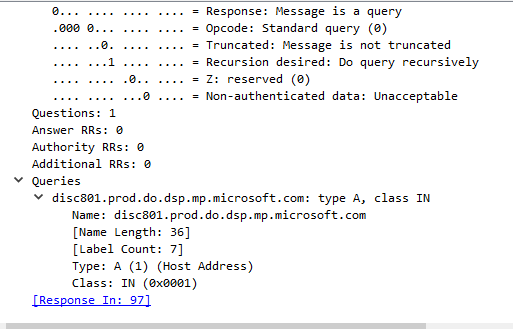 0... .... .... .... = Response: Message is a query
.000 0... .... .... = Opcode: Standard query (0)
.... ..0. .... .... = Truncated: Message is not truncated
.... ...1 .... .... = Recursion desired: Do query recursively
.... .... .0.. .... = Z: reserved (0)
.... .... ...0 .... = Non-authenticated data: Unacceptable
Questions: 1
Answer RRs: 0
Authority RRs: 0
Additional RRs: 0
Queries
disc801.prod.do.dsp.mp.microsoft.com: type A, class IN
Name: disc801.prod.do.dsp.mp.microsoft.com
[Name Length: 36]
[Label Count: 7]
Type: A (1) (Host Address)
Class: IN (0x0001)
[Response In: 97]